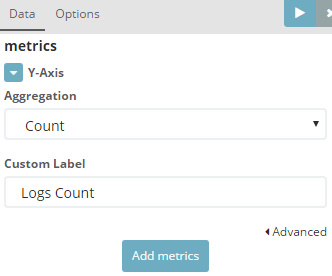 Data Options
metrics
Y-Axis
Aggregation
Count
Custom Label
Logs Count
Advanced
Add metrics